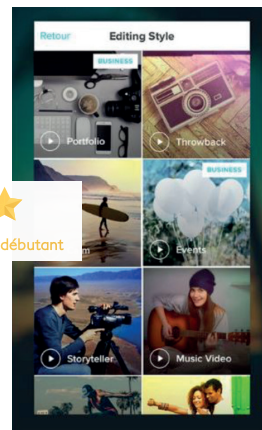 Retour Editing Style
BUSINESS
Portfolio Throwback
BUSINESS
débutant
Events
Storyteller Music Video